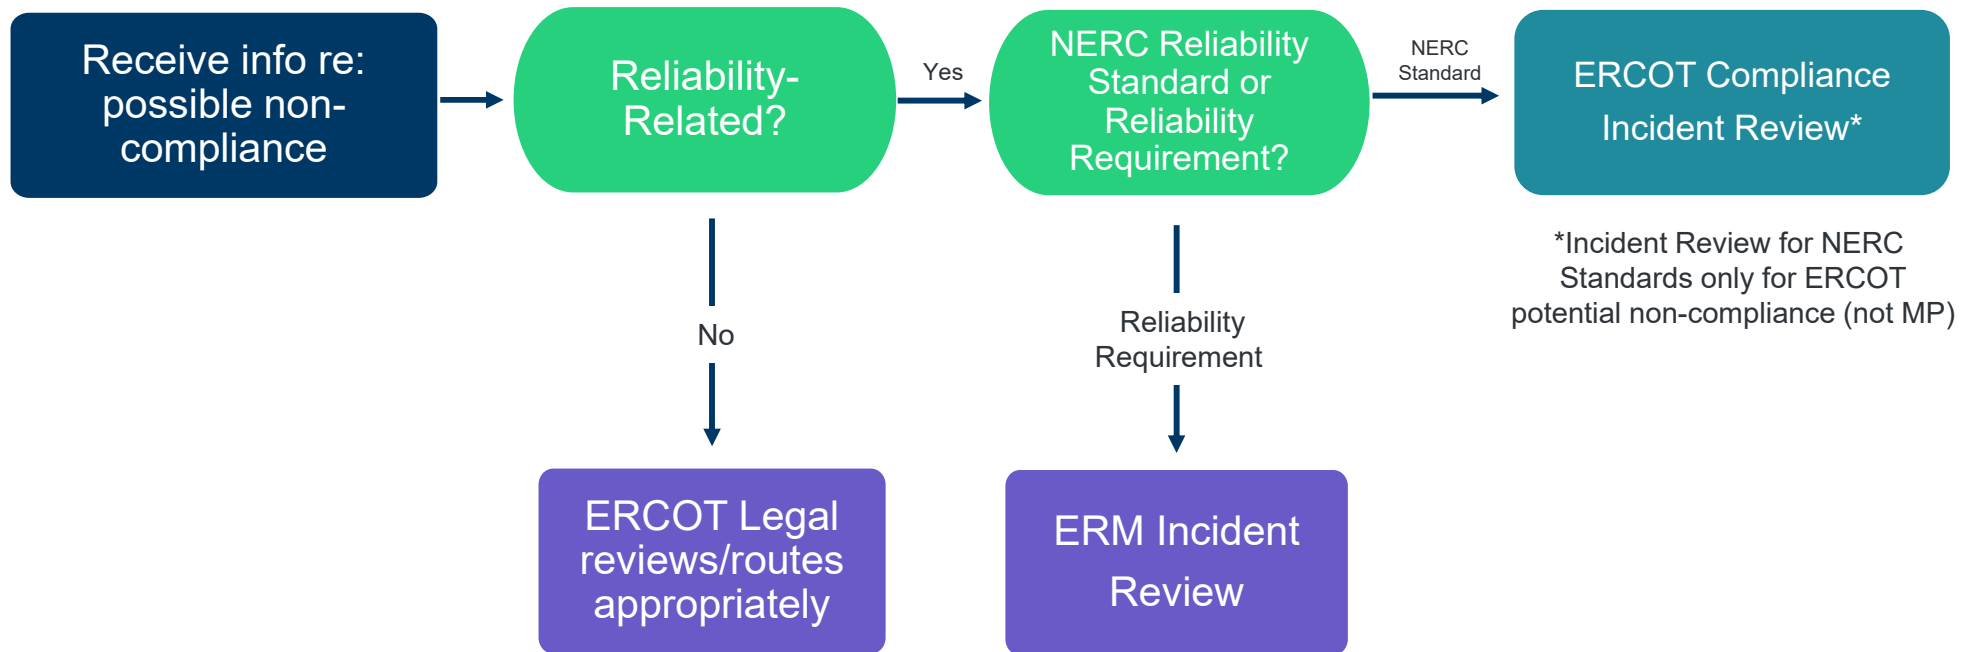 Receive info re:
possible non-
compliance
Reliability-
Related?
Yes
NERC Reliability
Standard or
Reliability
Requirement?
NERC
Standard
ERCOT Compliance
Incident Review*
*Incident Review for NERC
Standards only for ERCOT
potential non-compliance (not MP)
No
Reliability
Requirement
ERCOT Legal
reviews/routes
appropriately
ERM Incident
Review